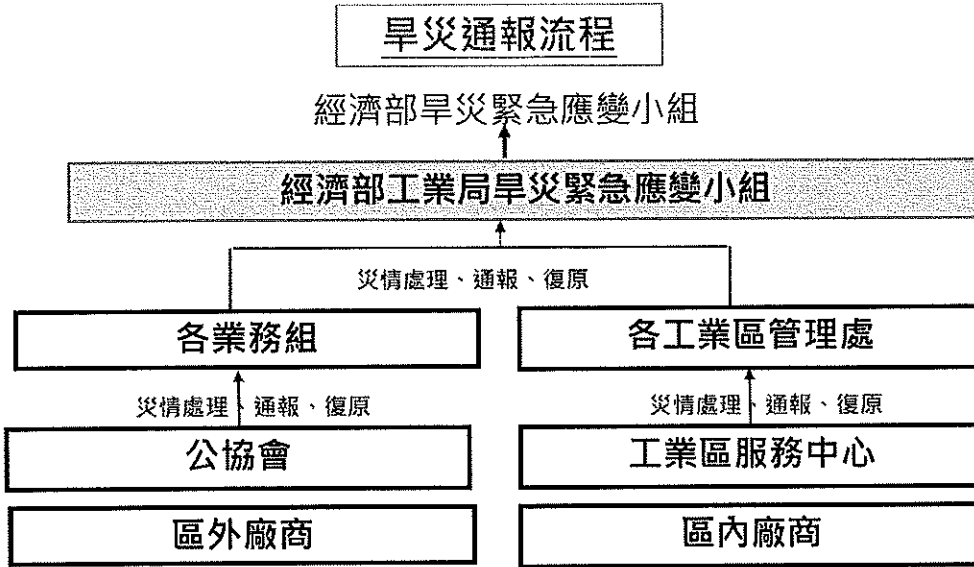 旱災通報流程
經濟部旱災緊急應變小組
經濟部工業局旱災緊急應變小組
災情處理、通報、復原
各業務組
各工業區管理處
災情處理、通報、復原
災情處理、通報、復原
公協會
工業區服務中心
區外廠商
區內廠商